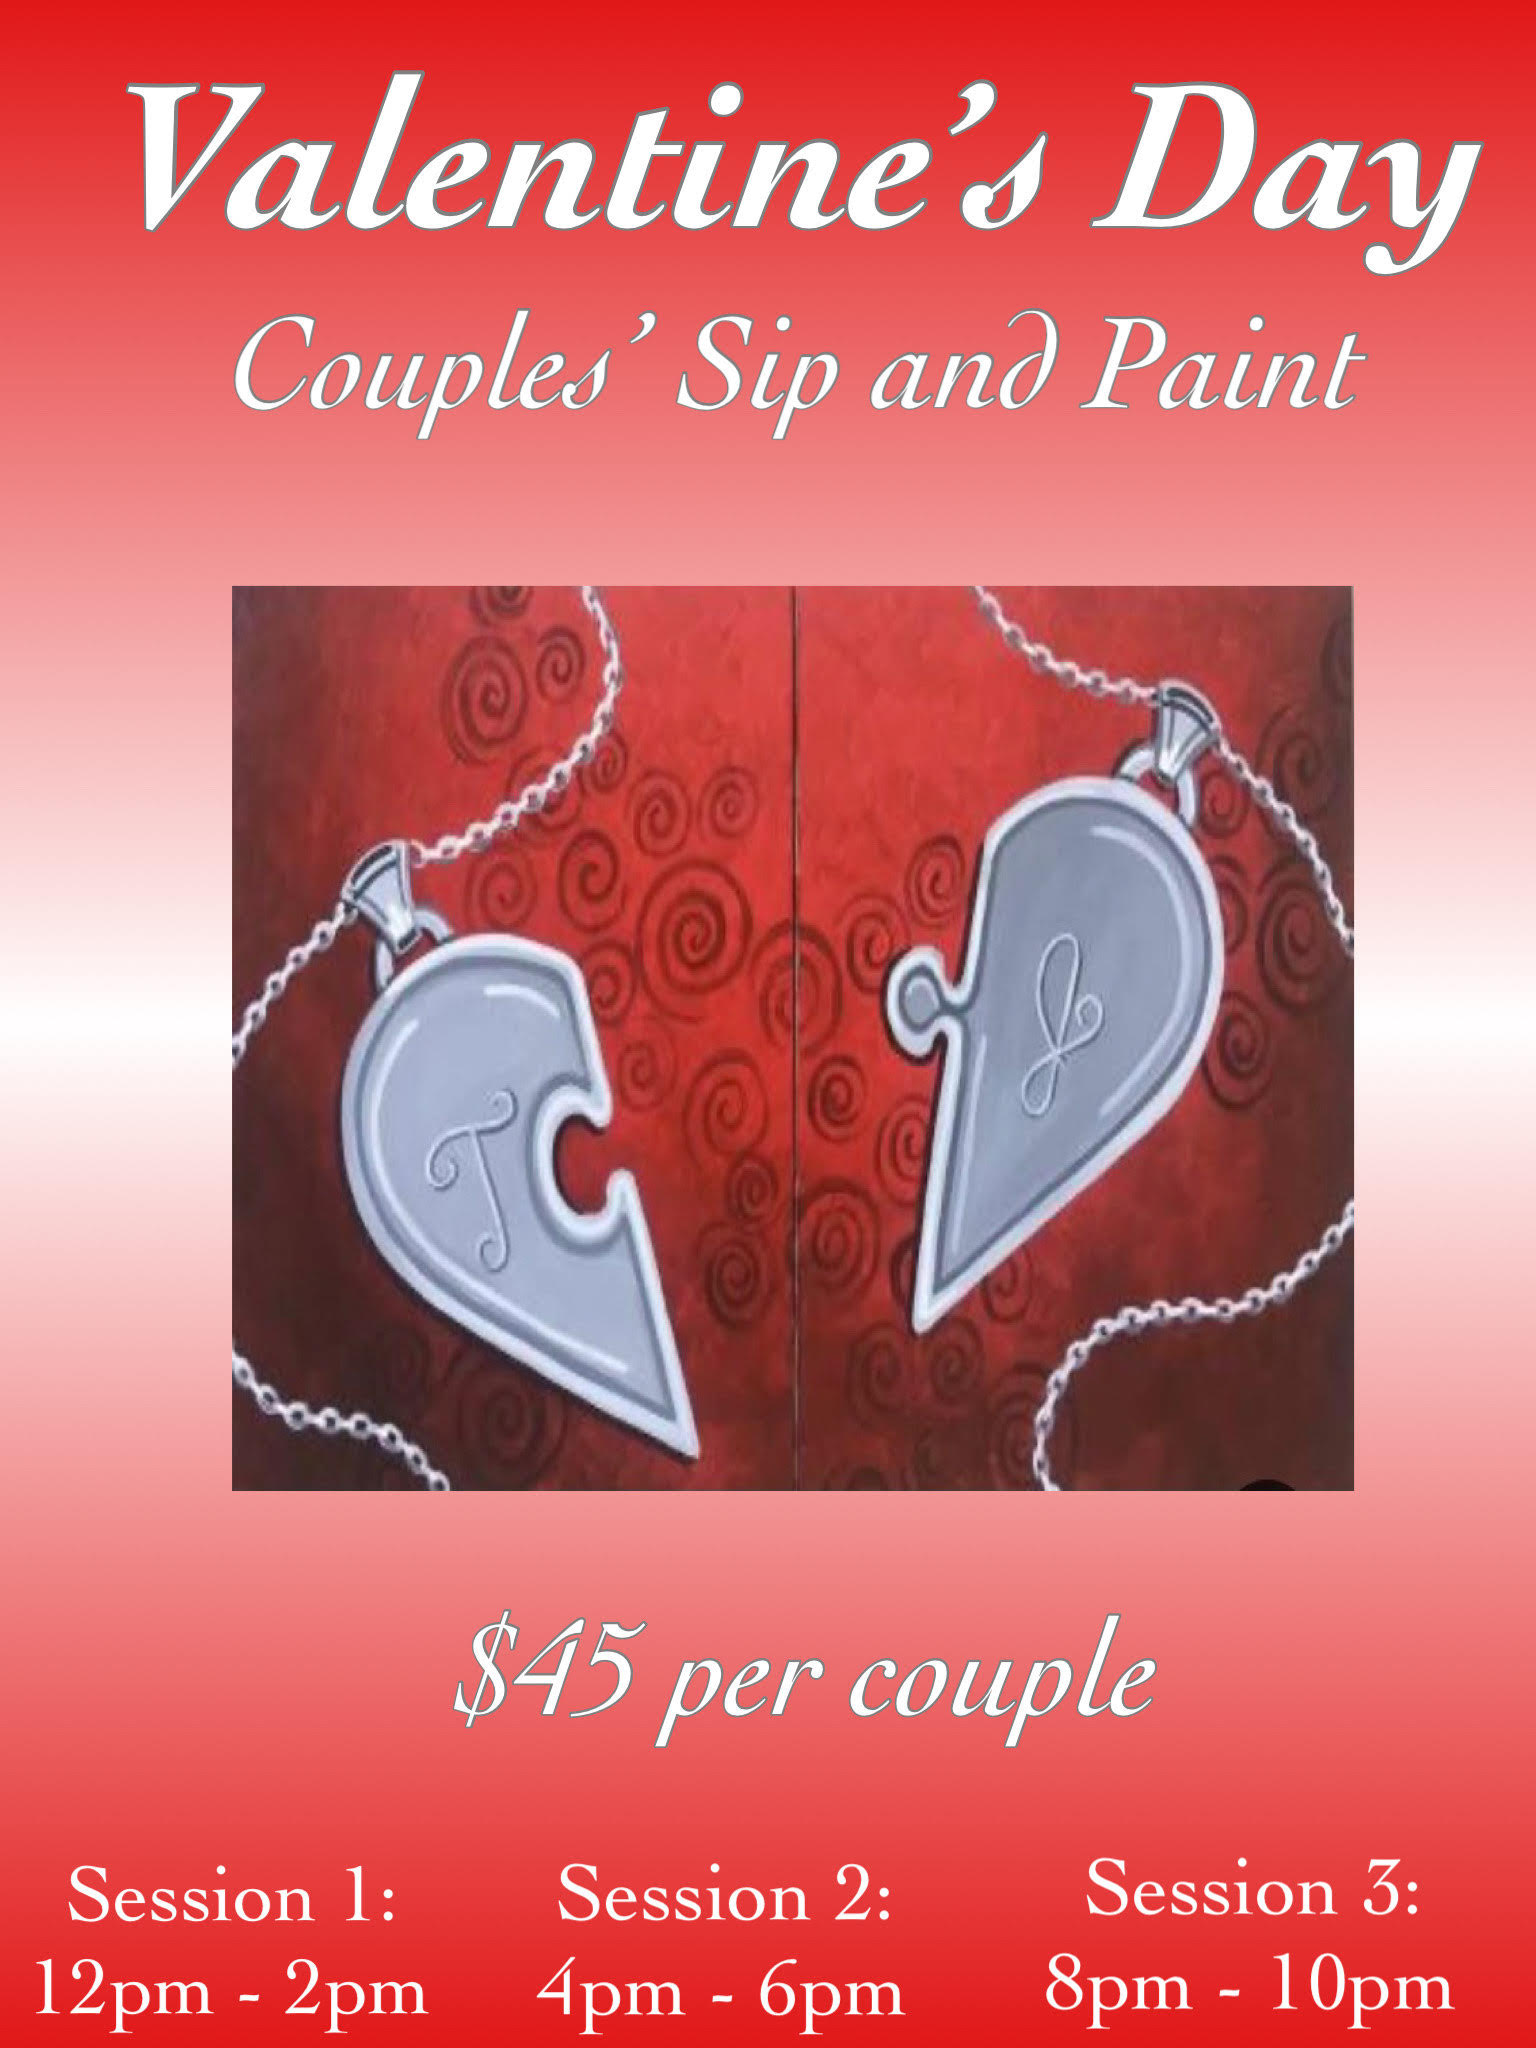 Valentine's Day
Couples' Sip and Paint
T
J
$45 per couple
Session 1:
12pm - 2pm
Session 2:
4pm - 6pm
Session 3:
8pm - 10pm